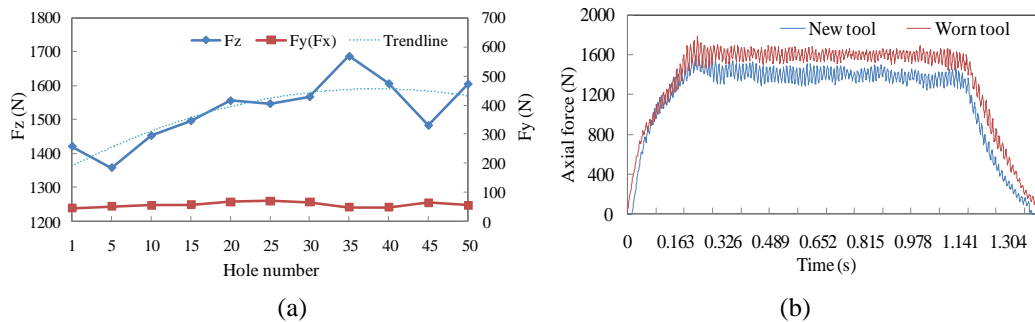 1800
1700
1600
1500
1400
1300
1200
Fz (N)
Fz Fy(Fx) Trendline
700
600
500
400
300
200
100
0
Fy (N)
1 5 10 15 20 25 30 35 40 45 50
Hole number
(a)
2000
1600
1200
800
400
0
Axial force (N)
New tool Worn tool
0 0.163 0.326 0.489 0.652 0.815 0.978 1.141 1.304
Time (s)
(b)